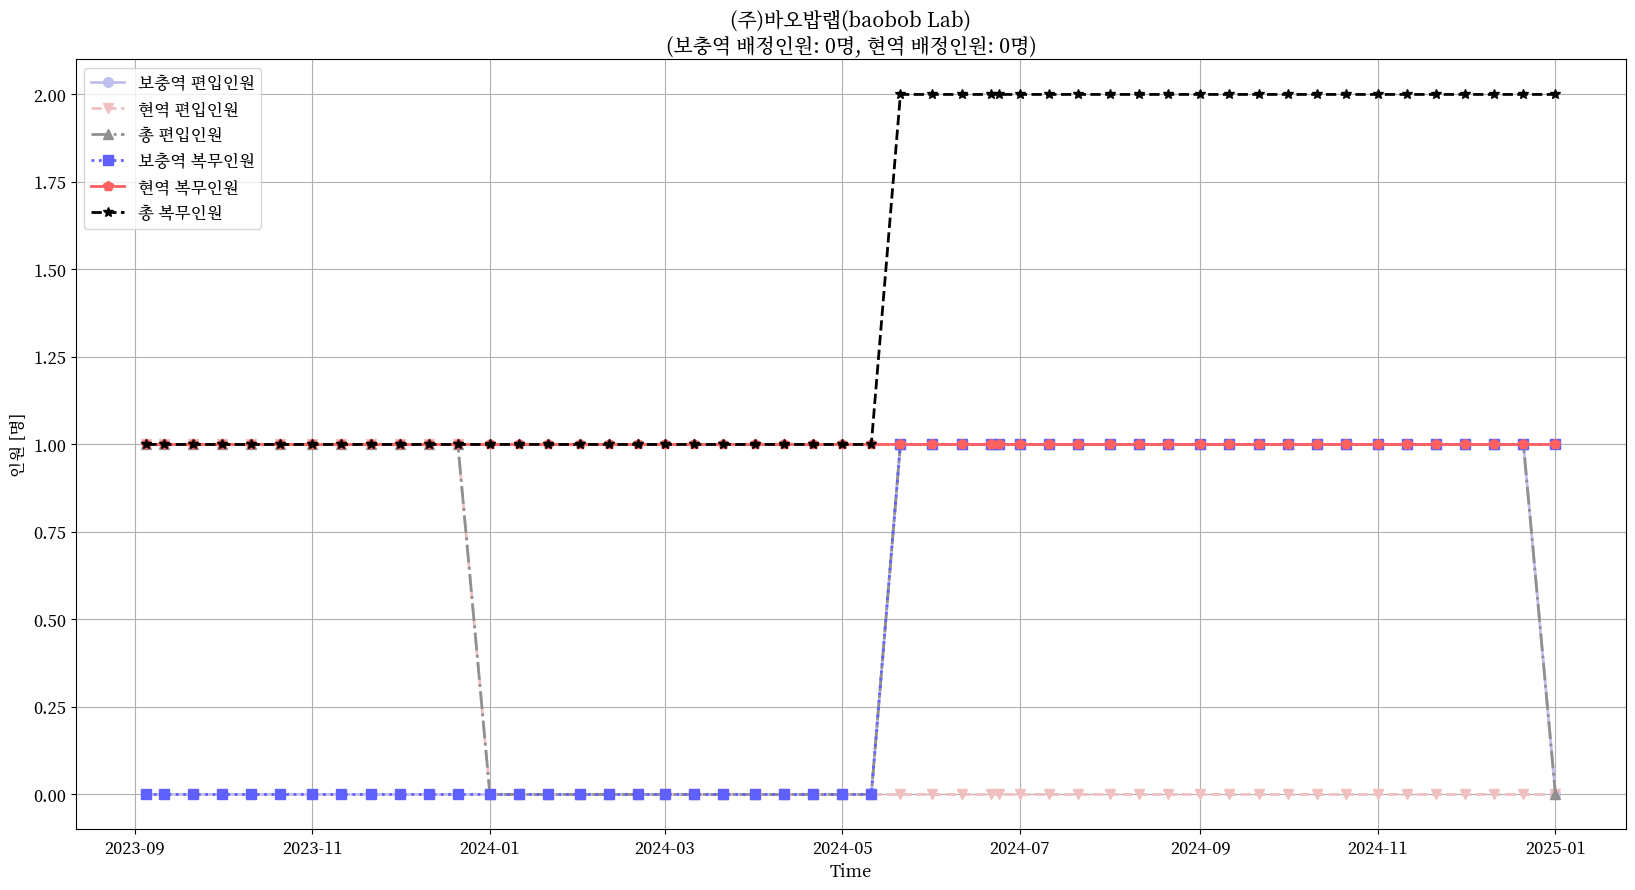 (주)바오밥랩(baobob Lab)
(보충역 배정인원: 0명, 현역 배정인원: 0명)
보충역 편입인원
현역 편입인원
총 편입인원
보충역 복무인원
현역 복무인원
총 복무인원
인원 [명]
2.00
1.75
1.50
1.25
1.00
0.75
0.50
0.25
0.00
2023-09 2023-11 2024-01 2024-03 2024-05 2024-07 2024-09 2024-11 2025-01
Time